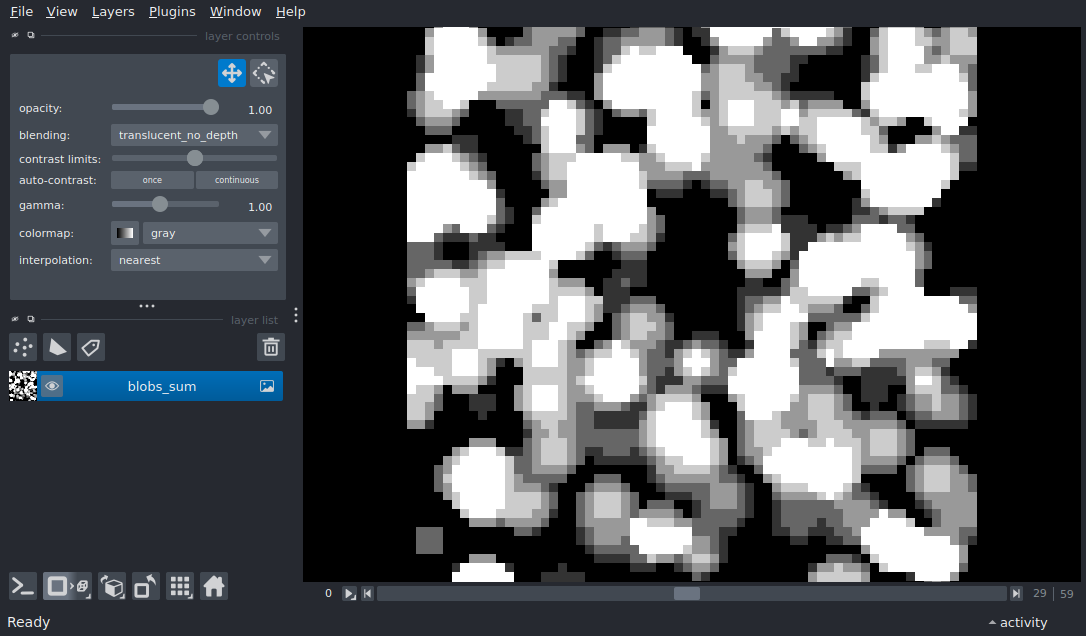 File View Layers Plugins Window Help
layer controls
opacity: 1.00
blending: translucent_no_depth
contrast limits:
auto-contrast: once continuous
gamma: 1.00
colormap: gray
interpolation: nearest
layer list
blobs_sum
0 29 59
Ready activity